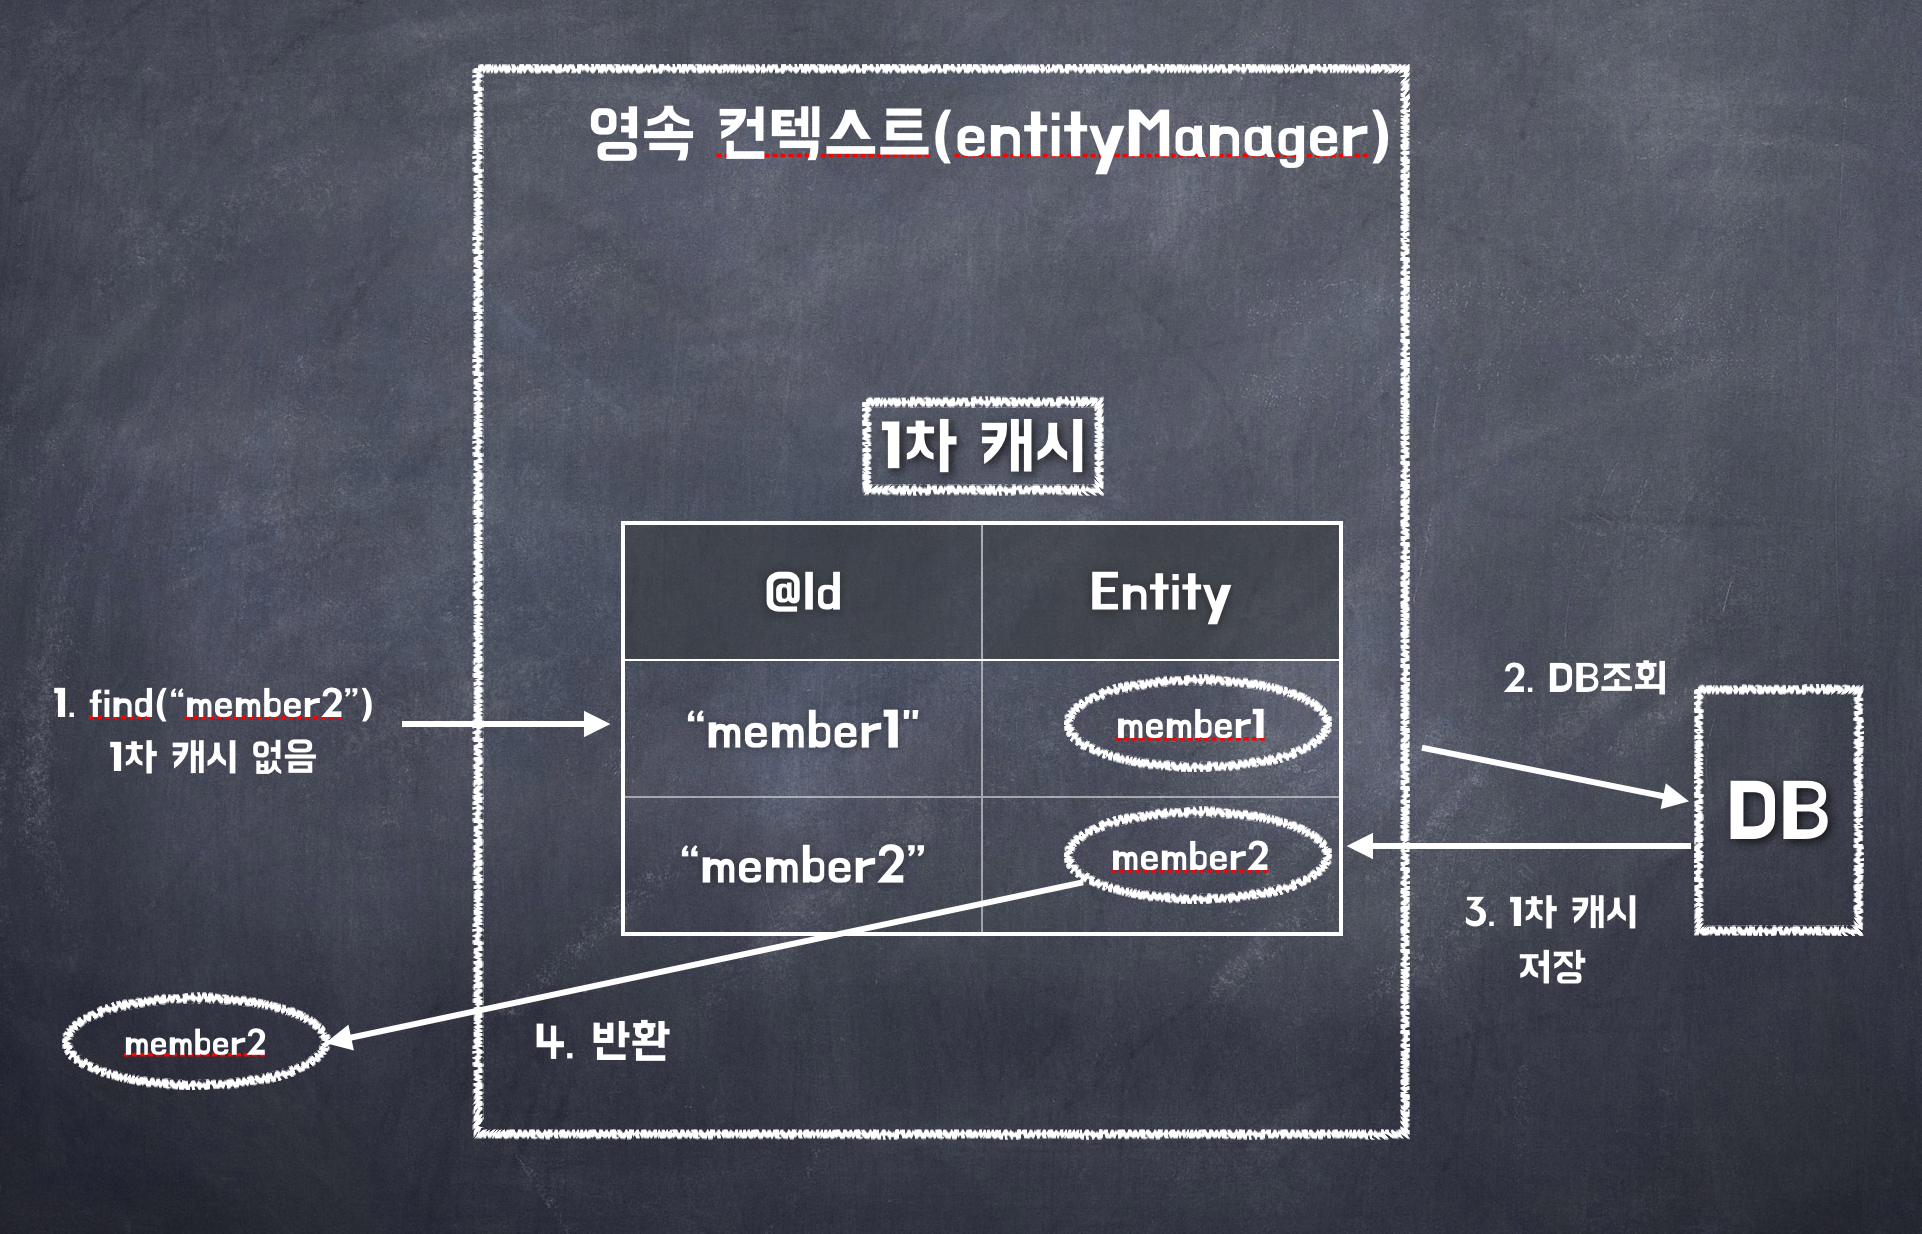 영속 컨텍스트(entityManager)
1차 캐시
@Id
Entity
1. find(“member2”)
1차 캐시 없음
“member1"
member1
2. DB조회
DB
“member2”
member2
3. 1차 캐시
저장
member2
4. 반환